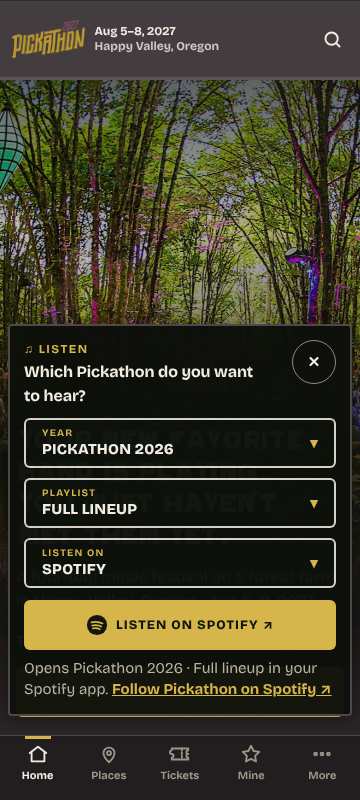 PICKATHON
Aug 5–8, 2027
Happy Valley, Oregon
♫ LISTEN
Which Pickathon do you want
to hear?
×
YEAR
PICKATHON 2026
▼
PLAYLIST
FULL LINEUP
▼
LISTEN ON
SPOTIFY
▼
LISTEN ON SPOTIFY ↗
Opens Pickathon 2026 · Full lineup in your
Spotify app. Follow Pickathon on Spotify ↗
Home
Places
Tickets
Mine
More